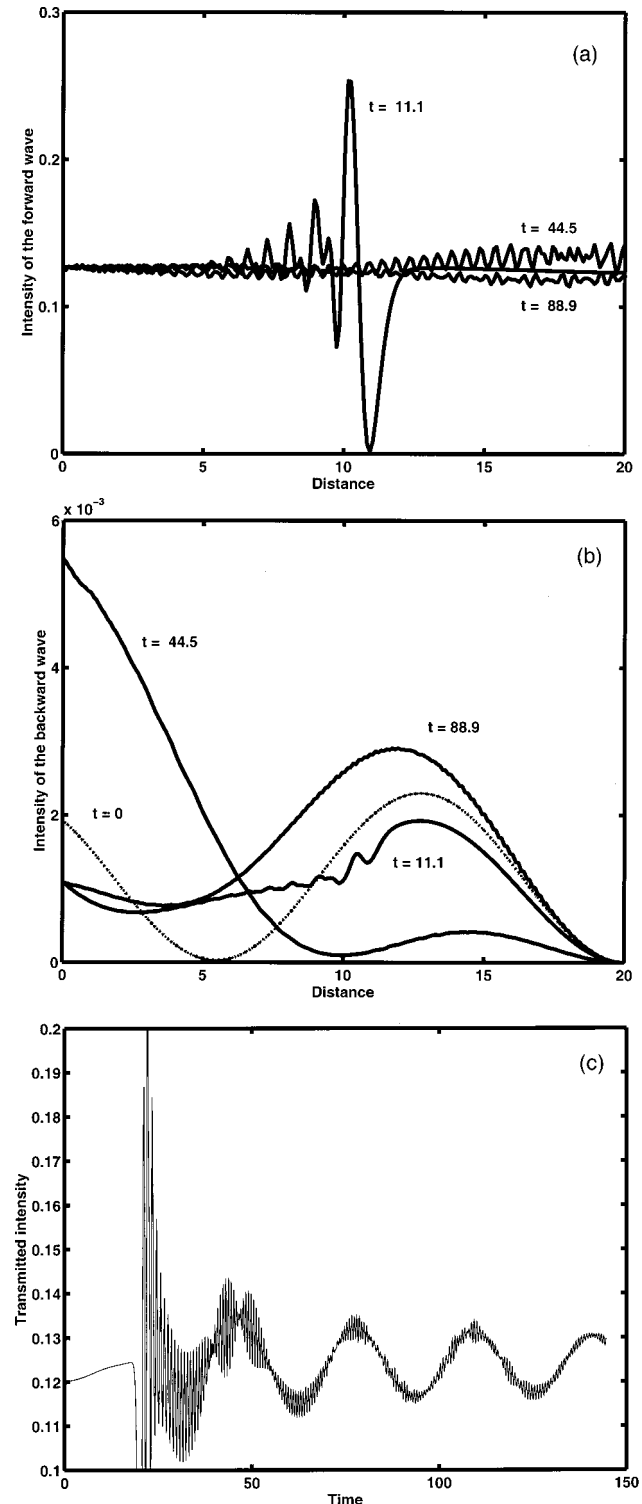 0.3
(a)
t = 11.1
Intensity of the forward wave
0.2
t = 44.5
0.1
t = 88.9
0
0 5 10 15 20
Distance
6 x 10⁻³
(b)
t = 44.5
Intensity of the backward wave
4
t = 88.9
t = 0
2
t = 11.1
0
0 5 10 15 20
Distance
0.2
(c)
0.19
0.18
0.17
0.16
Transmitted intensity
0.15
0.14
0.13
0.12
0.11
0.1
0 50 100 150
Time